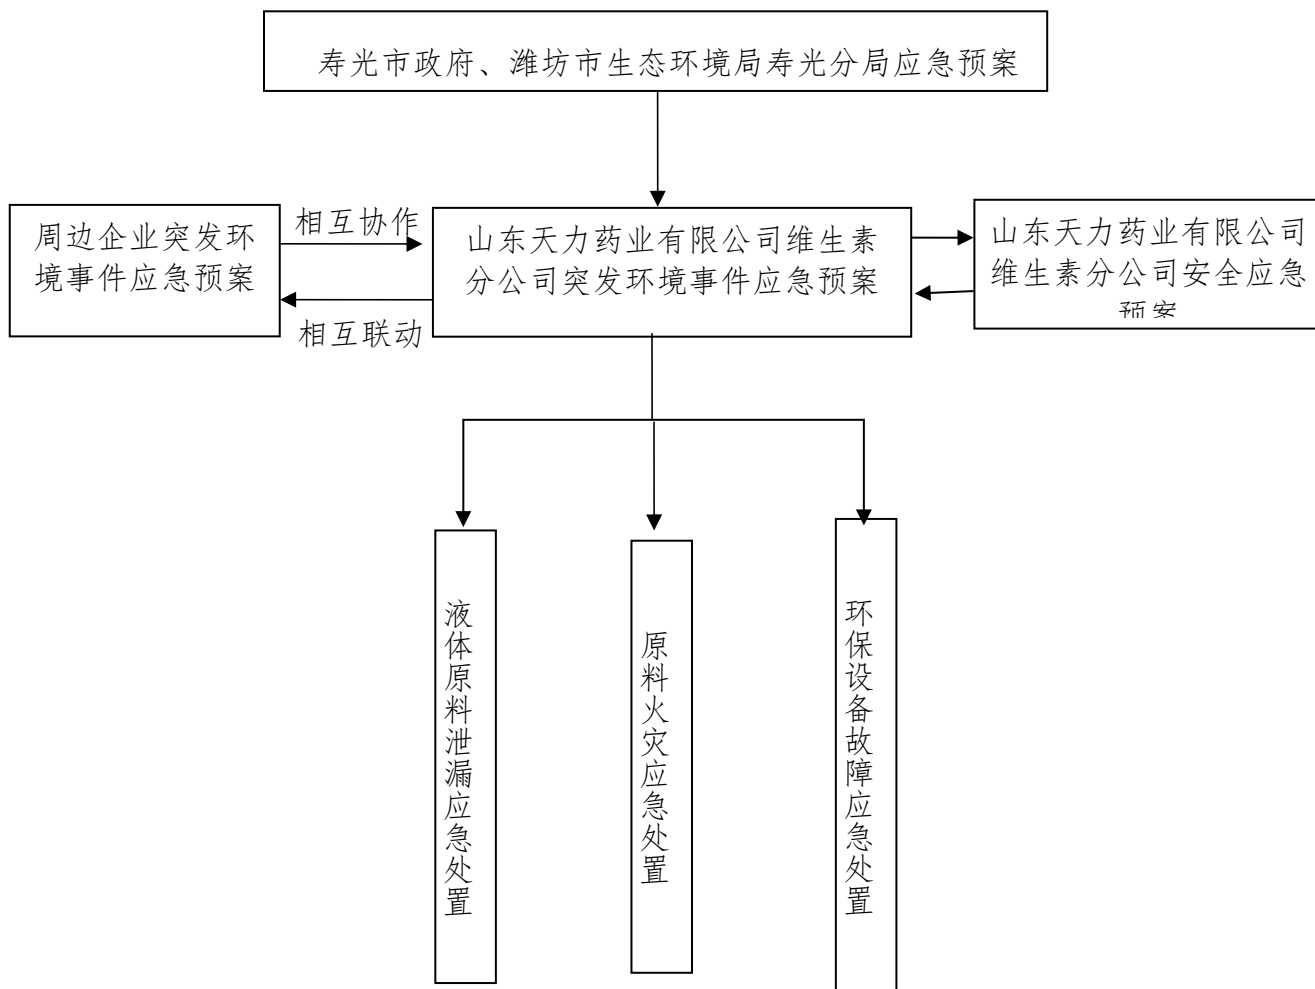 寿光市政府、潍坊市生态环境局寿光分局应急预案
周边企业突发环
境事件应急预案
相互协作
相互联动
山东天力药业有限公司维生素
分公司突发环境事件应急预案
山东天力药业有限公司
维生素分公司安全应急
预案
液体原料泄漏应急处置
原料火灾应急处置
环保设备故障应急处置